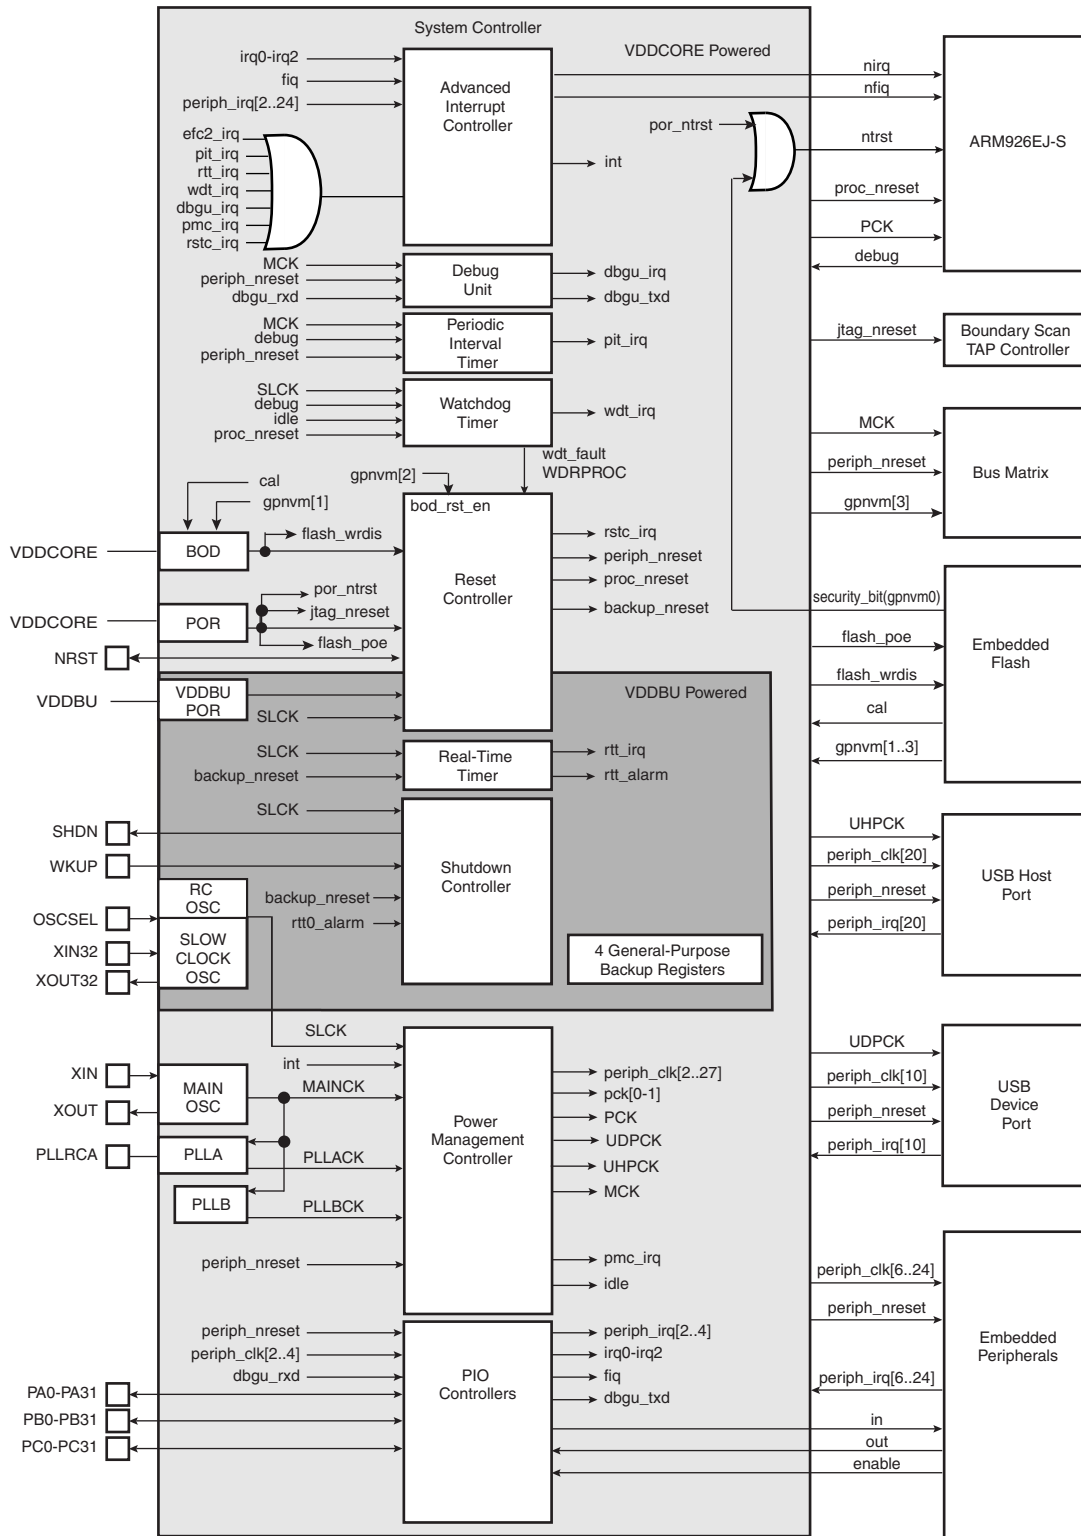 System Controller
VDDCORE Powered
irq0-irq2
fiq
periph_irq[2..24]
efc2_irq
pit_irq
rtt_irq
wdt_irq
dbgu_irq
pmc_irq
rstc_irq
Advanced
Interrupt
Controller
int
por_ntrst
nirq
nfiq
ntrst
proc_nreset
PCK
debug
ARM926EJ-S
MCK
periph_nreset
dbgu_rxd
Debug
Unit
dbgu_irq
dbgu_txd
MCK
debug
periph_nreset
Periodic
Interval
Timer
pit_irq
jtag_nreset
Boundary Scan
TAP Controller
SLCK
debug
idle
proc_nreset
Watchdog
Timer
wdt_irq
wdt_fault
WDRPROC
MCK
periph_nreset
gpnvm[3]
Bus Matrix
cal
gpnvm[1]
gpnvm[2]
bod_rst_en
VDDCORE
BOD
flash_wrdis
VDDCORE
POR
por_ntrst
jtag_nreset
flash_poe
NRST
Reset
Controller
rstc_irq
periph_nreset
proc_nreset
backup_nreset
security_bit(gpnvm0)
flash_poe
flash_wrdis
cal
gpnvm[1..3]
Embedded
Flash
VDDBU
VDDBU
POR
SLCK
VDDBU Powered
SLCK
backup_nreset
Real-Time
Timer
rtt_irq
rtt_alarm
SLCK
SHDN
WKUP
backup_nreset
rtt0_alarm
Shutdown
Controller
4 General-Purpose
Backup Registers
RC
OSC
OSCSEL
XIN32
XOUT32
SLOW
CLOCK
OSC
UHPCK
periph_clk[20]
periph_nreset
periph_irq[20]
USB Host
Port
SLCK
int
MAINCK
XIN
XOUT
MAIN
OSC
PLLRCA
PLLA
PLLACK
PLLB
PLLBCK
periph_nreset
Power
Management
Controller
periph_clk[2..27]
pck[0-1]
PCK
UDPCK
UHPCK
MCK
pmc_irq
idle
UDPCK
periph_clk[10]
periph_nreset
periph_irq[10]
USB
Device
Port
periph_nreset
periph_clk[2..4]
dbgu_rxd
PA0-PA31
PB0-PB31
PC0-PC31
PIO
Controllers
periph_irq[2..4]
irq0-irq2
fiq
dbgu_txd
periph_clk[6..24]
periph_nreset
periph_irq[6..24]
in
out
enable
Embedded
Peripherals